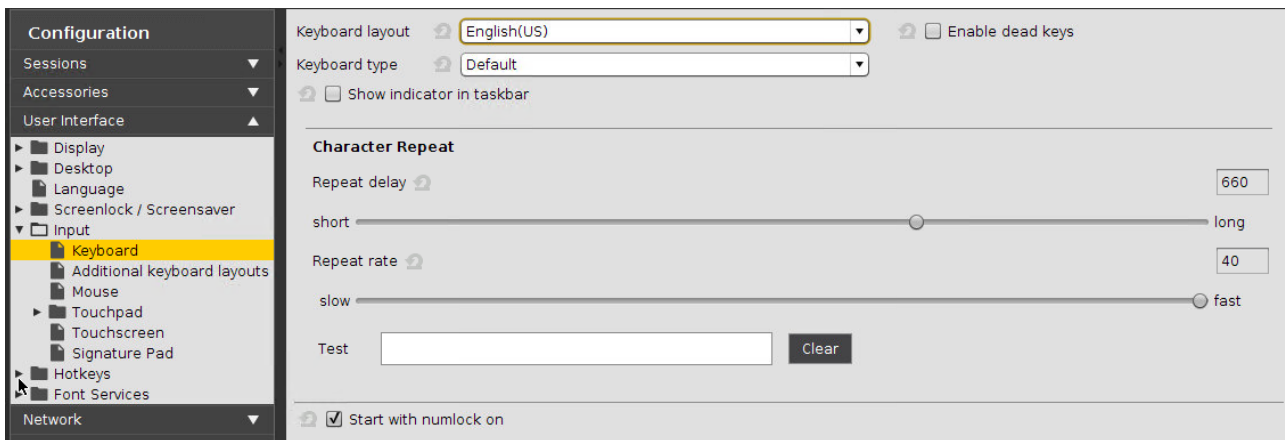 Configuration
Sessions
Accessories
User Interface
Display
Desktop
Language
Screenlock / Screensaver
Input
Keyboard
Additional keyboard layouts
Mouse
Touchpad
Touchscreen
Signature Pad
Hotkeys
Font Services
Network
Keyboard layout English(US) Enable dead keys
Keyboard type Default
Show indicator in taskbar
Character Repeat
Repeat delay 660
short long
Repeat rate 40
slow fast
Test Clear
Start with numlock on